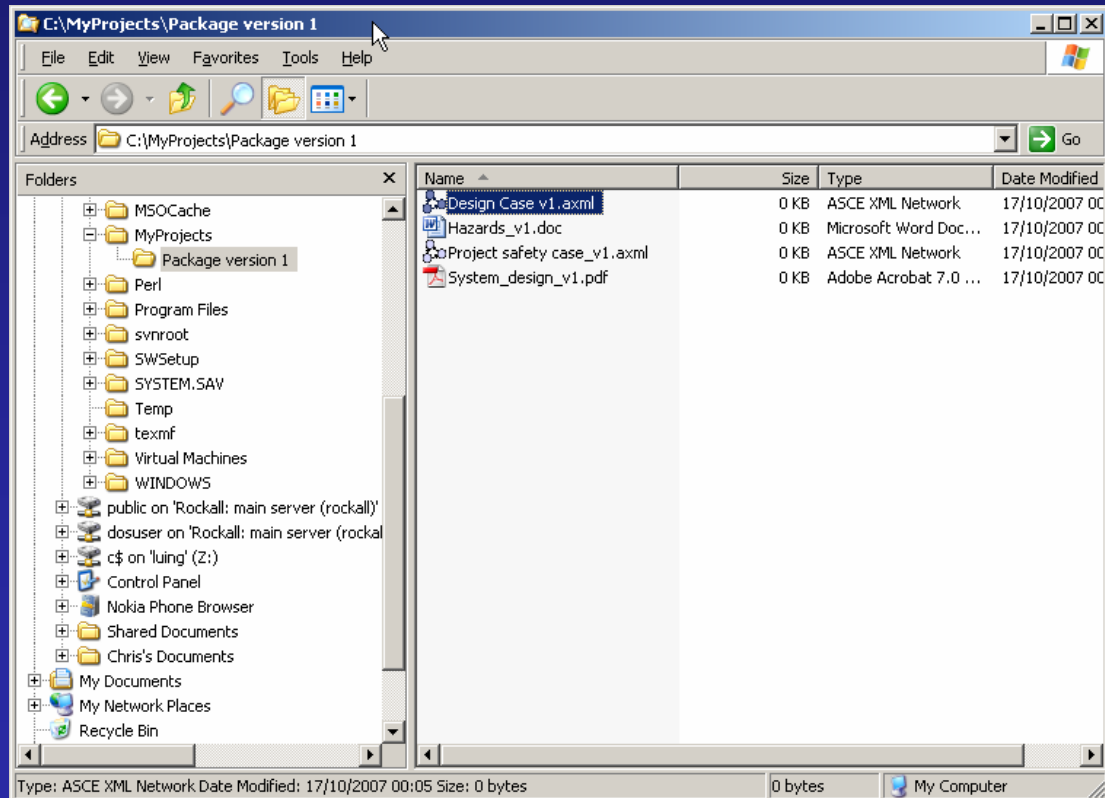 C:\MyProjects\Package version 1
File Edit View Favorites Tools Help
Address C:\MyProjects\Package version 1 Go
Folders
MSOCache
MyProjects
Package version 1
Perl
Program Files
svnroot
SWSetup
SYSTEM.SAV
Temp
texmf
Virtual Machines
WINDOWS
public on 'Rockall: main server (rockall)'
dosuser on 'Rockall: main server (rockal
c$ on 'luing' (Z:)
Control Panel
Nokia Phone Browser
Shared Documents
Chris's Documents
My Documents
My Network Places
Recycle Bin
Name Size Type Date Modified
Design Case v1.axml 0 KB ASCE XML Network 17/10/2007 00
Hazards_v1.doc 0 KB Microsoft Word Doc... 17/10/2007 00
Project safety case_v1.axml 0 KB ASCE XML Network 17/10/2007 00
System_design_v1.pdf 0 KB Adobe Acrobat 7.0 ... 17/10/2007 00
Type: ASCE XML Network Date Modified: 17/10/2007 00:05 Size: 0 bytes 0 bytes My Computer